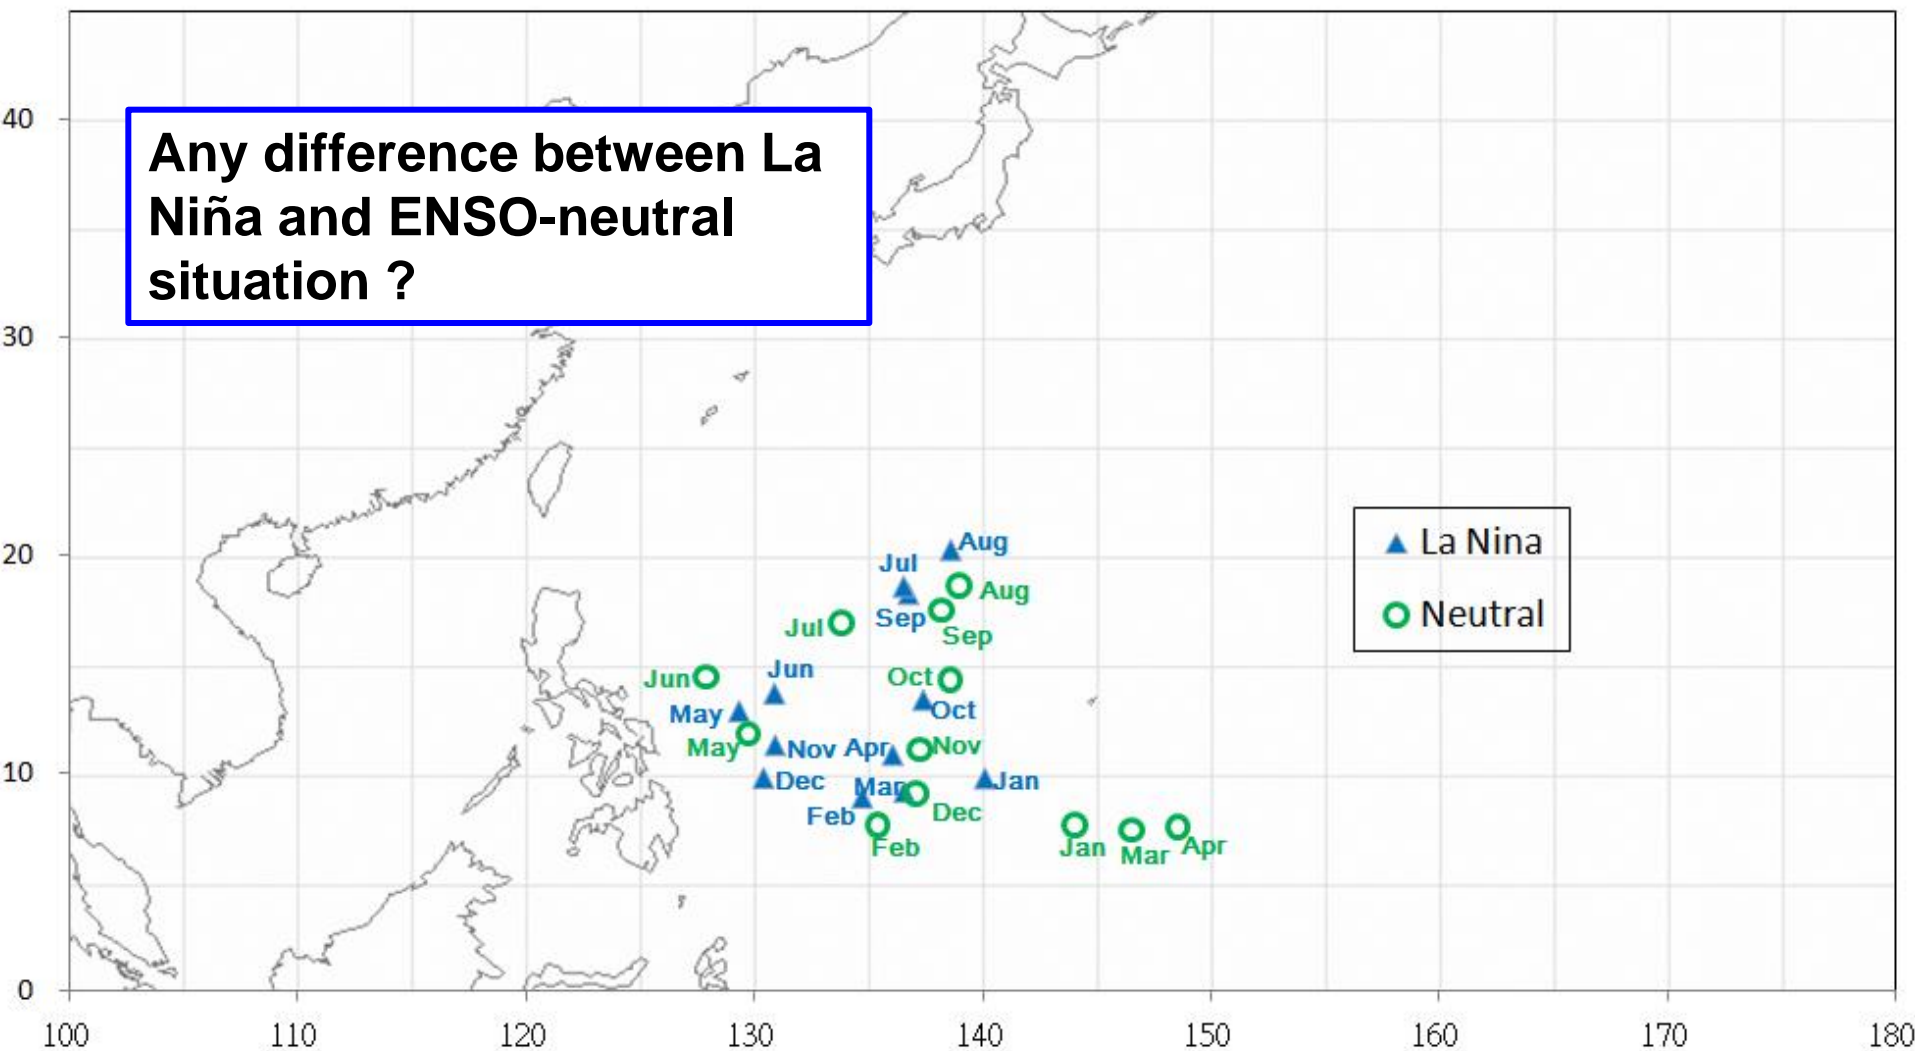 Any difference between La
Niña and ENSO-neutral
situation ?
40
30
20
10
0
100 110 120 130 140 150 160 170 180
La Nina
Neutral
Aug
Jul
Aug
Sep
Jul
Sep
Jun
Jun
Oct
May
Oct
May
Nov
Apr
Nov
Dec
Mar
Jan
Feb
Dec
Feb
Jan
Mar
Apr